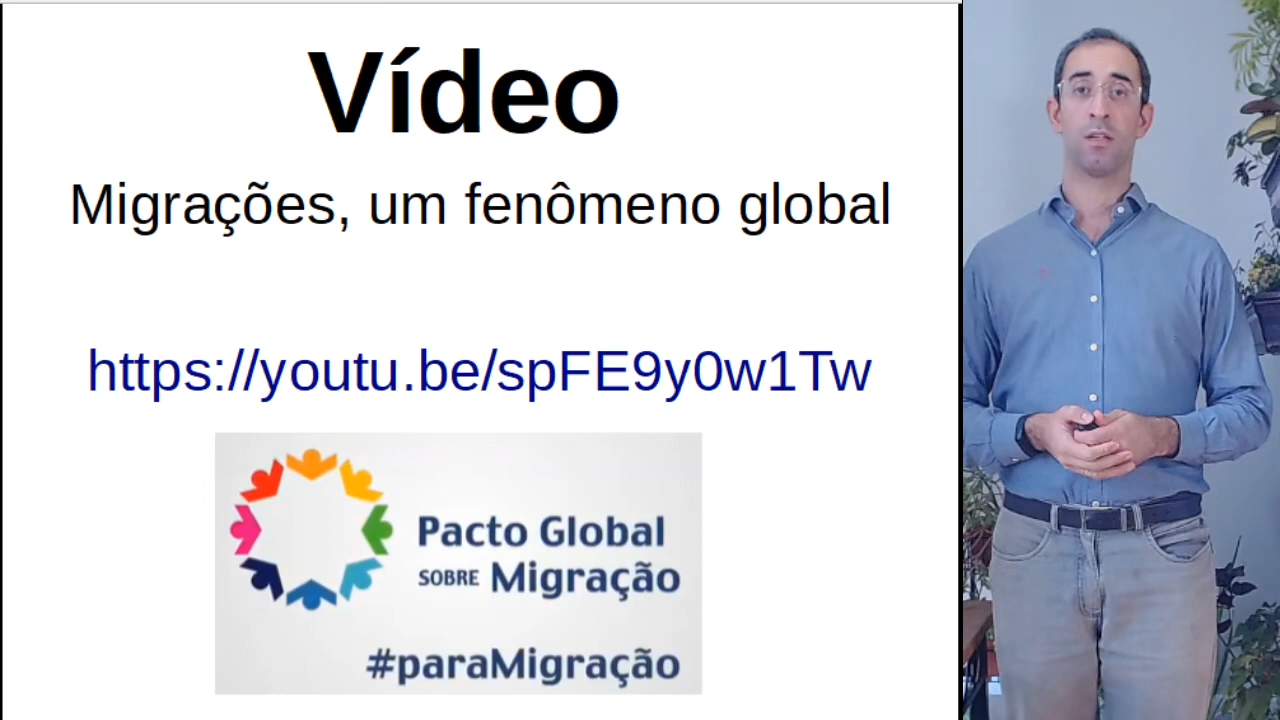 Vídeo
Migrações, um fenômeno global
https://youtu.be/spFE9y0w1Tw
Pacto Global
SOBRE Migração
#paraMigração